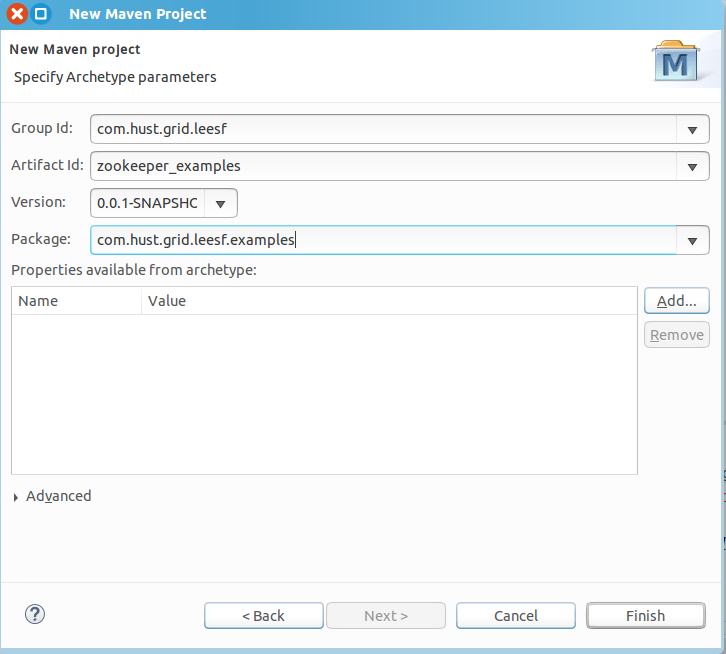 New Maven Project
New Maven project
Specify Archetype parameters
M
Group Id: com.hust.grid.leesf
Artifact Id: zookeeper_examples
Version: 0.0.1-SNAPSHC
Package: com.hust.grid.leesf.examples
Properties available from archetype:
Name Value
Add...
Remove
Advanced
? < Back Next > Cancel Finish